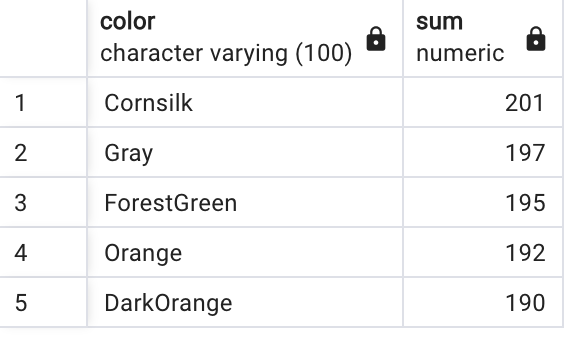 color sum
character varying (100) numeric
1 Cornsilk 201
2 Gray 197
3 ForestGreen 195
4 Orange 192
5 DarkOrange 190